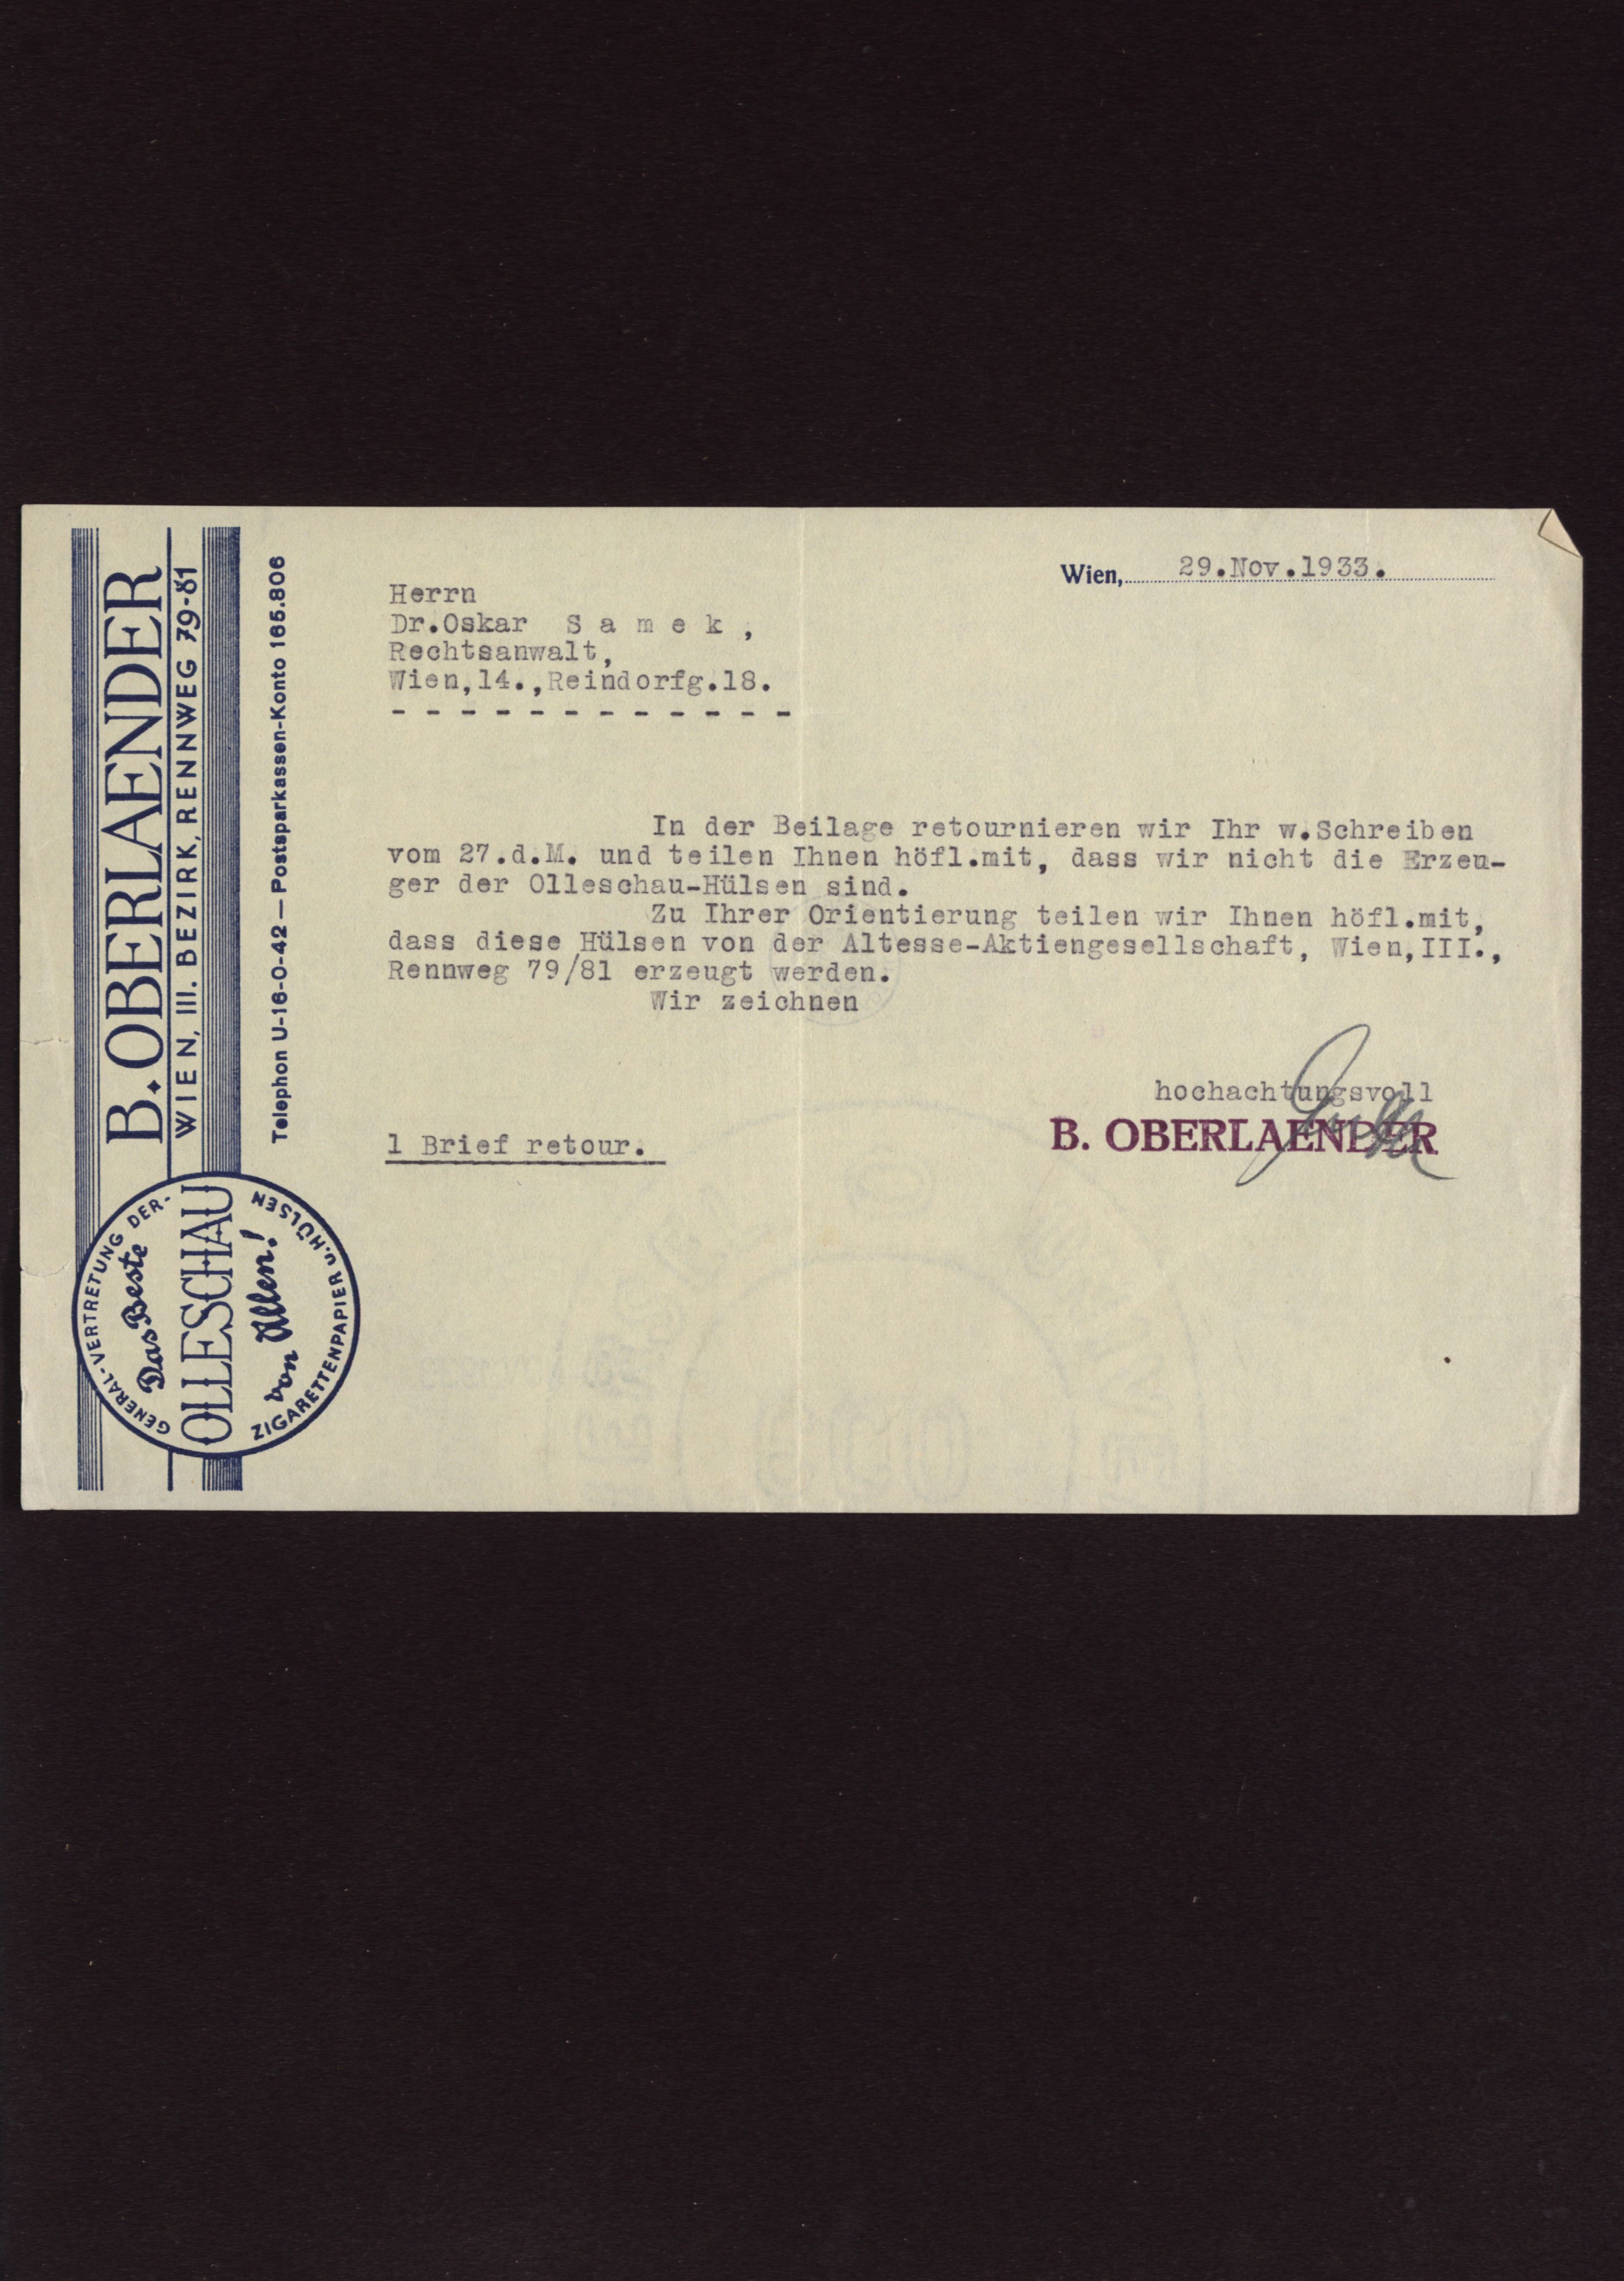 B. OBERLAENDER
WIEN, III. BEZIRK, RENNWEG 79-81
Telephon U-16-0-42 — Postsparkassen-Konto 165.806
GENERAL-VERTRETUNG DER-
Das Beste
OLLESCHAU
von Allen!
ZIGARETTENPAPIER u. HÜLSEN
Wien, 29.Nov.1933.
Herrn
Dr.Oskar S a m e k ,
Rechtsanwalt,
Wien,14.,Reindorfg.18.
- - - - - - - - - - - - -
In der Beilage retournieren wir Ihr w.Schreiben
vom 27.d.M. und teilen Ihnen höfl.mit, dass wir nicht die Erzeu-
ger der Olleschau-Hülsen sind.
Zu Ihrer Orientierung teilen wir Ihnen höfl.mit,
dass diese Hülsen von der Altesse-Aktiengesellschaft, Wien,III.,
Rennweg 79/81 erzeugt werden.
Wir zeichnen
hochachtungsvoll
B. OBERLAENDER
1 Brief retour.